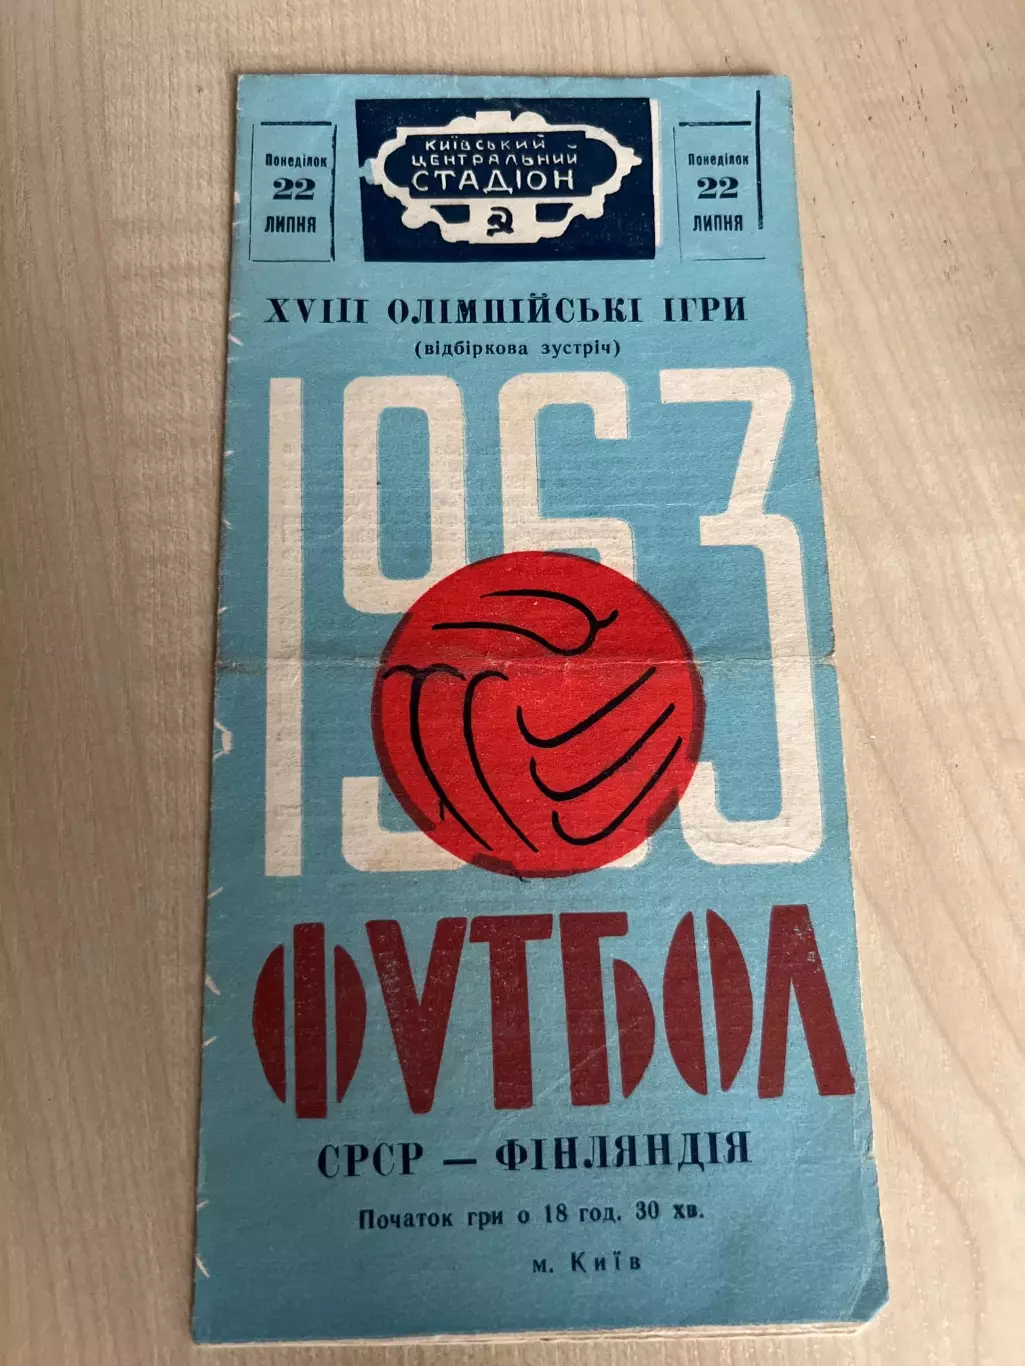 КИЇВСЬКИЙ
ЦЕНТРАЛЬНИЙ
СТАДІОН
Понеділок
22
ЛИПНЯ
Понеділок
22
ЛИПНЯ
XVIII ОЛІМПІЙСЬКІ ІГРИ
(відбіркова зустріч)
1963
ФУТБОЛ
СРСР — ФІНЛЯНДІЯ
Початок гри о 18 год. 30 хв.
м. Київ